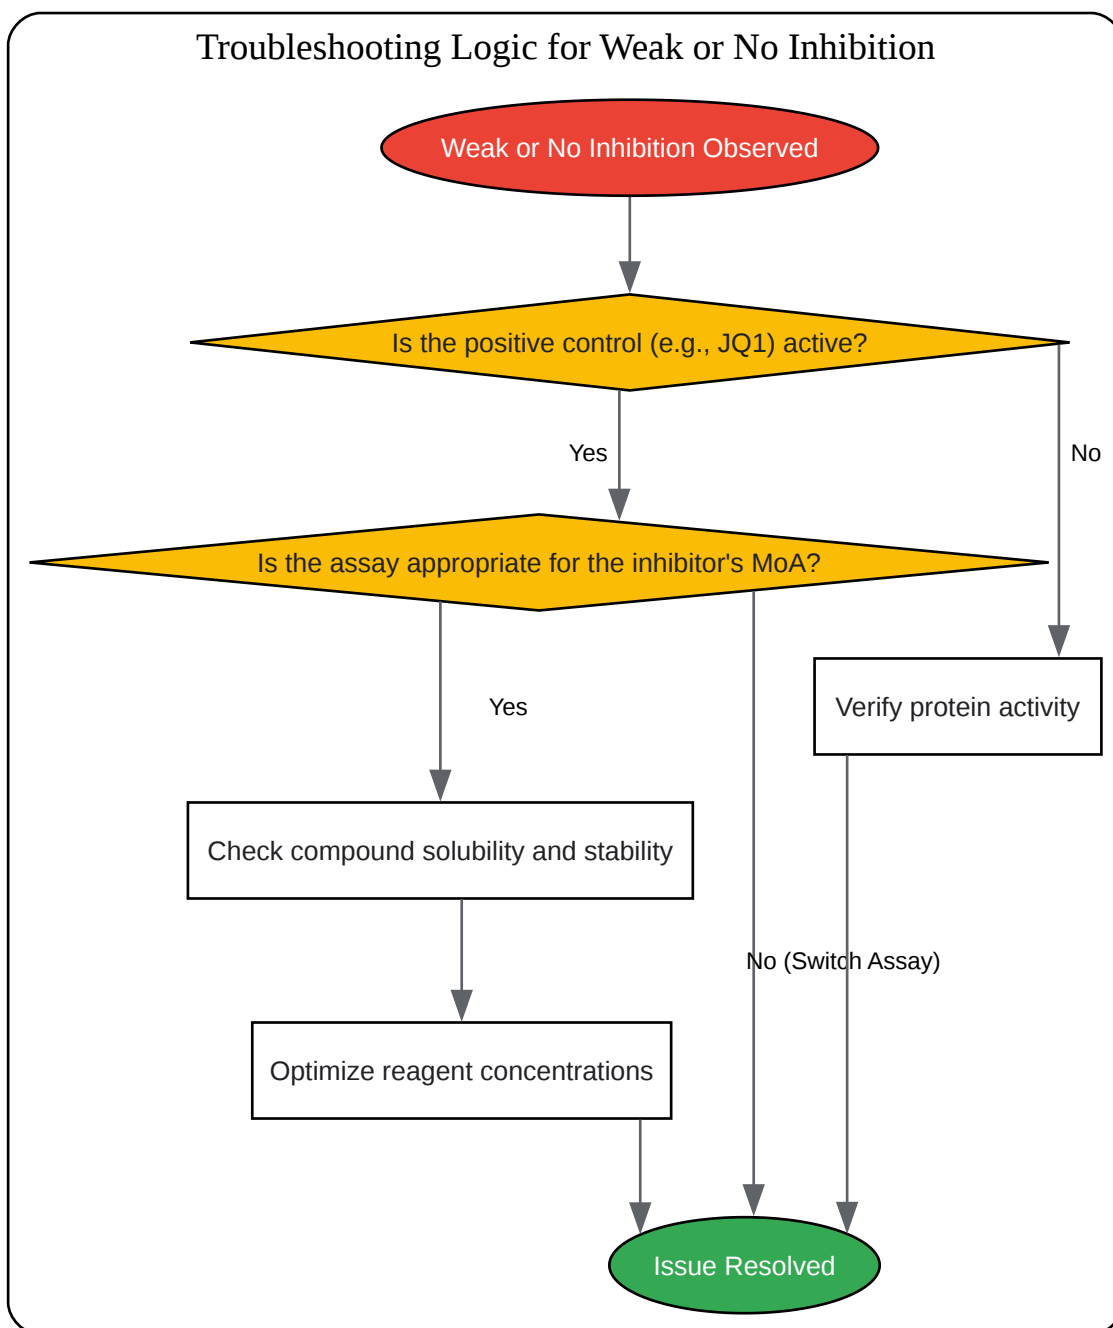 Troubleshooting Logic for Weak or No Inhibition
Weak or No Inhibition Observed
Is the positive control (e.g., JQ1) active?
Yes
No
Is the assay appropriate for the inhibitor's MoA?
Yes
Verify protein activity
Check compound solubility and stability
No (Switch Assay)
Optimize reagent concentrations
Issue Resolved